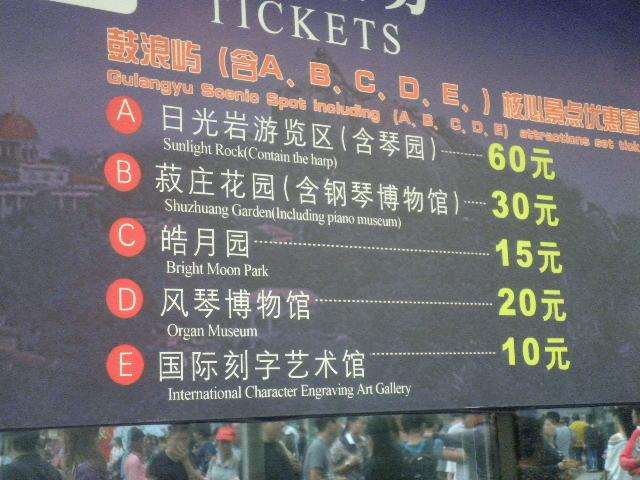 TICKETS
鼓浪屿（含A、B、C、D、E、）核心景点优惠套
Gulangyu Scenic Spot Including (A、B、C、D、E) attractions set tick
A 日光岩游览区(含琴园) 60元
Sunlight Rock(Contain the harp)
B 菽庄花园(含钢琴博物馆) 30元
Shuzhuang Garden(Including piano museum)
C 皓月园 15元
Bright Moon Park
D 风琴博物馆 20元
Organ Museum
E 国际刻字艺术馆 10元
International Character Engraving Art Gallery